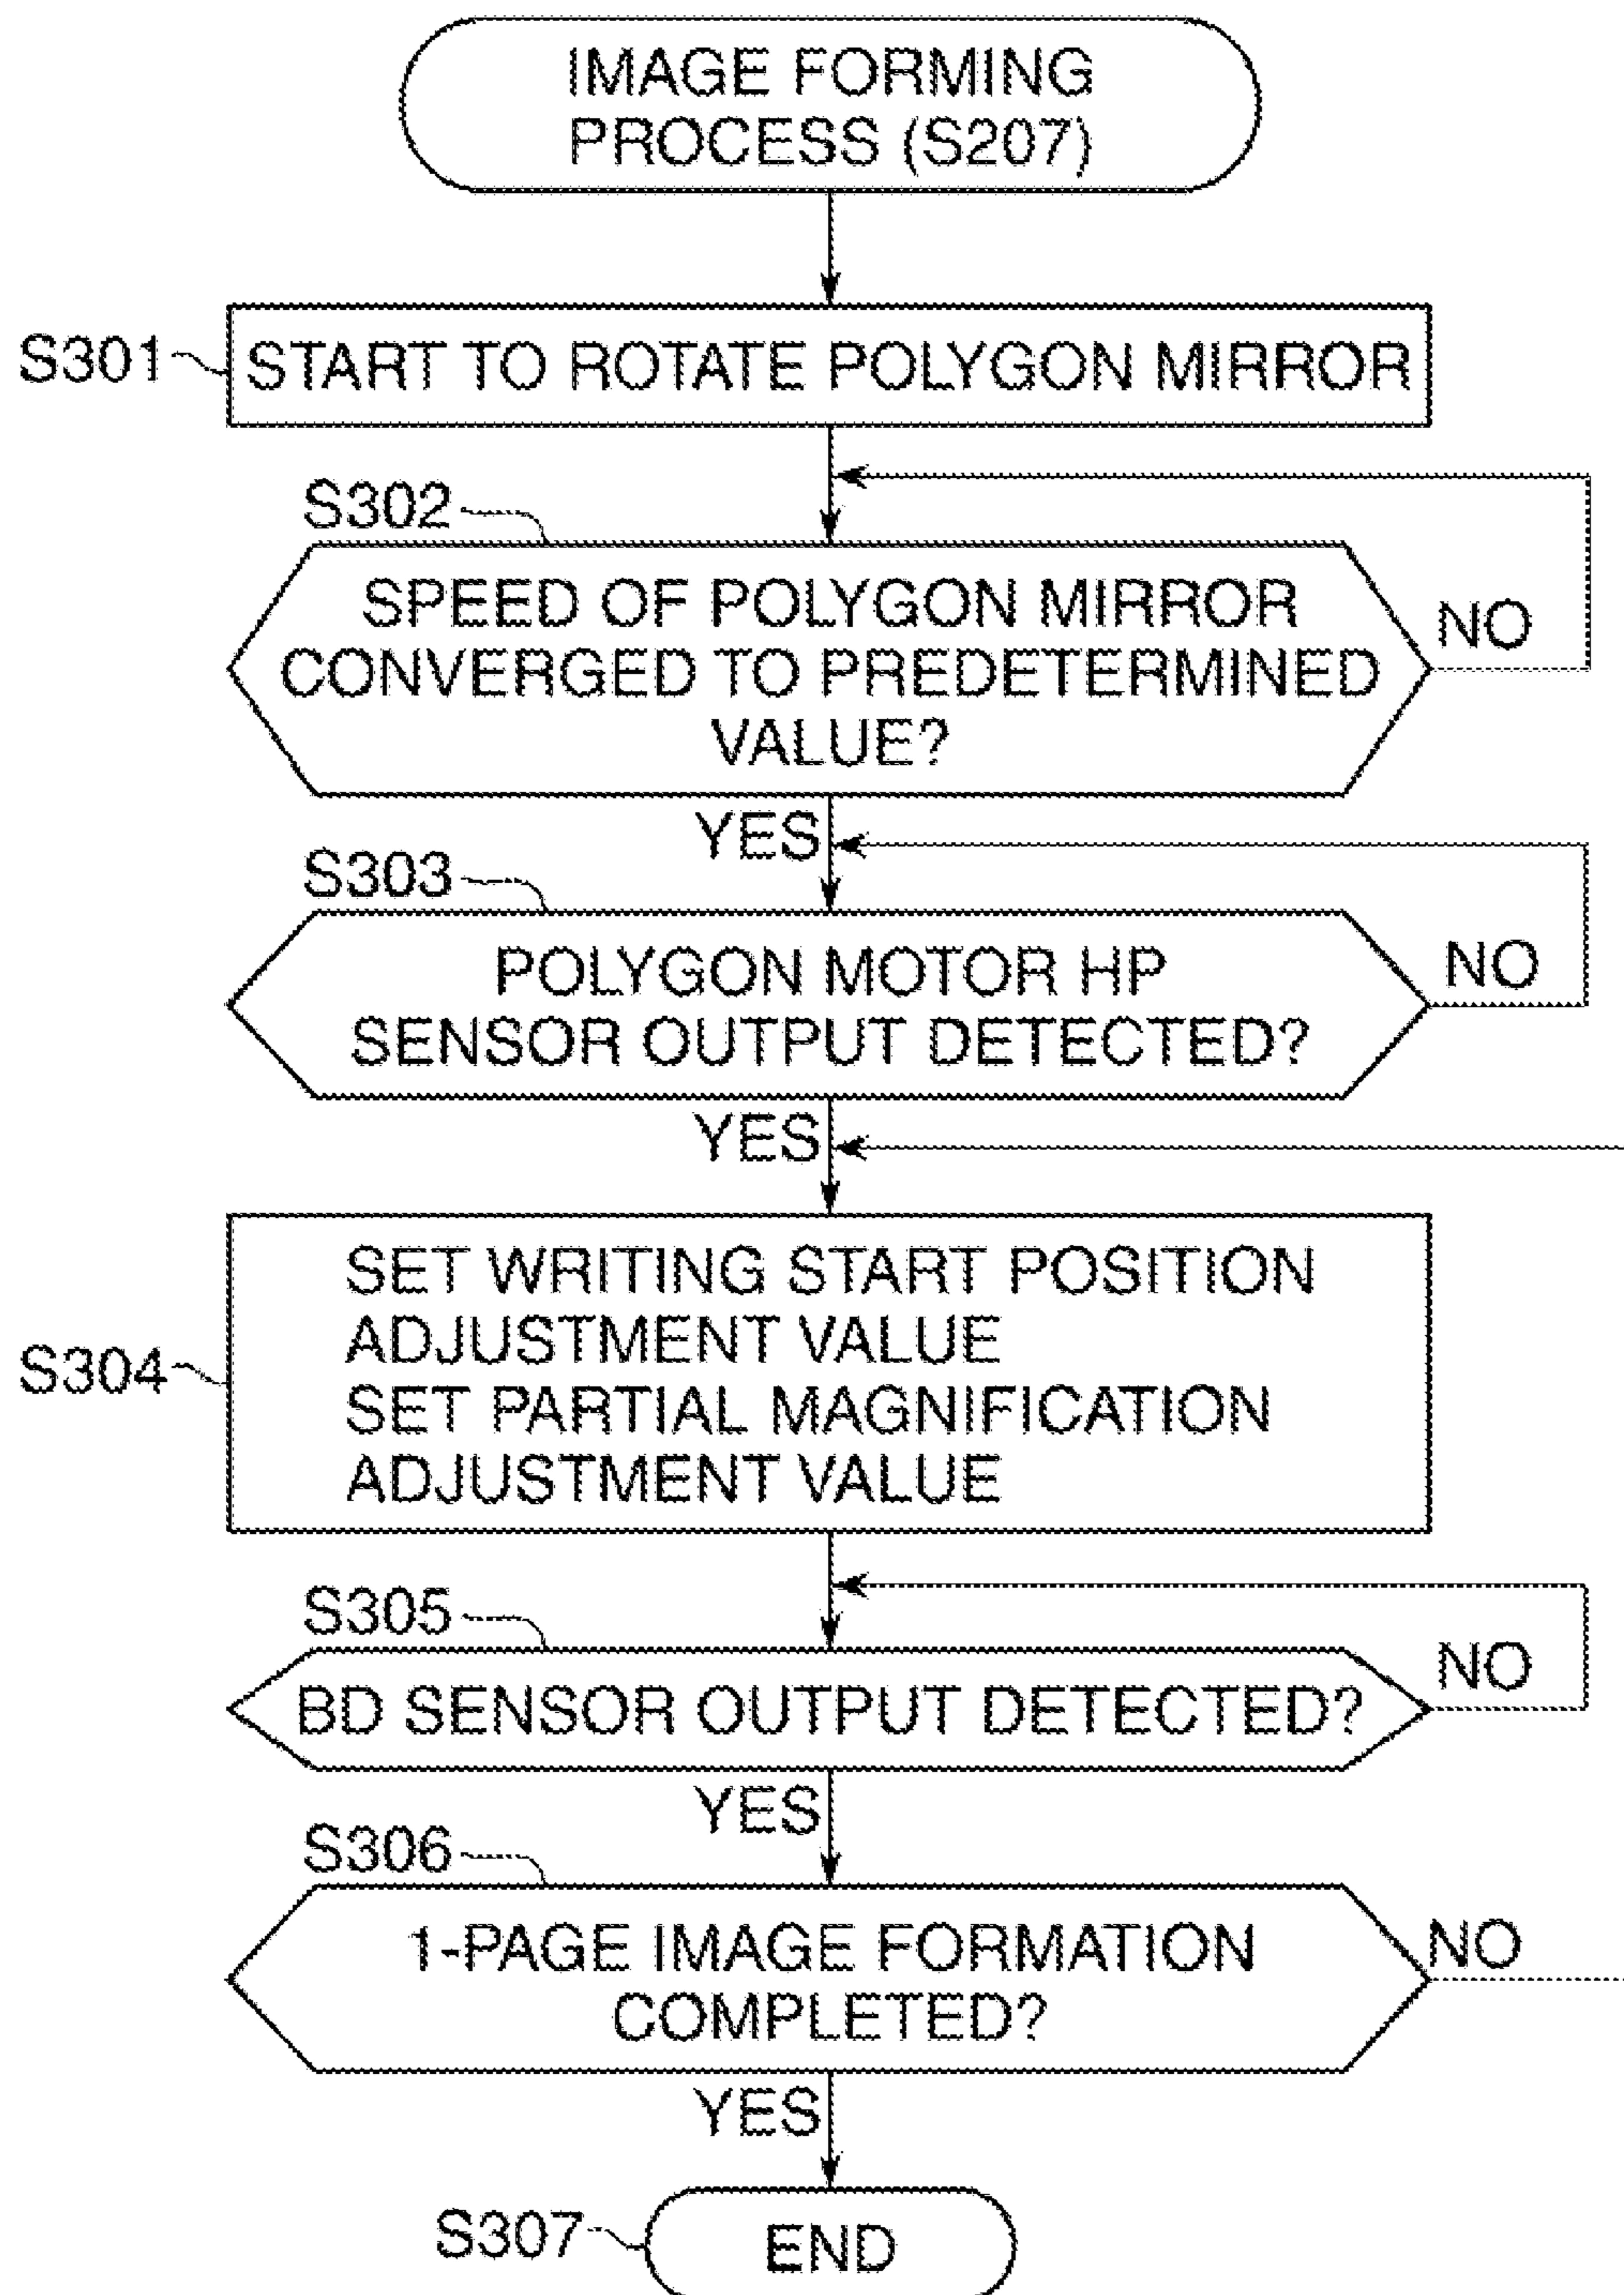 IMAGE FORMING
PROCESS (S207)
S301
START TO ROTATE POLYGON MIRROR
S302
SPEED OF POLYGON MIRROR
CONVERGED TO PREDETERMINED
VALUE?
NO
YES
S303
POLYGON MOTOR HP
SENSOR OUTPUT DETECTED?
NO
YES
S304
SET WRITING START POSITION
ADJUSTMENT VALUE
SET PARTIAL MAGNIFICATION
ADJUSTMENT VALUE
S305
BD SENSOR OUTPUT DETECTED?
NO
YES
S306
1-PAGE IMAGE FORMATION
COMPLETED?
NO
YES
S307
END